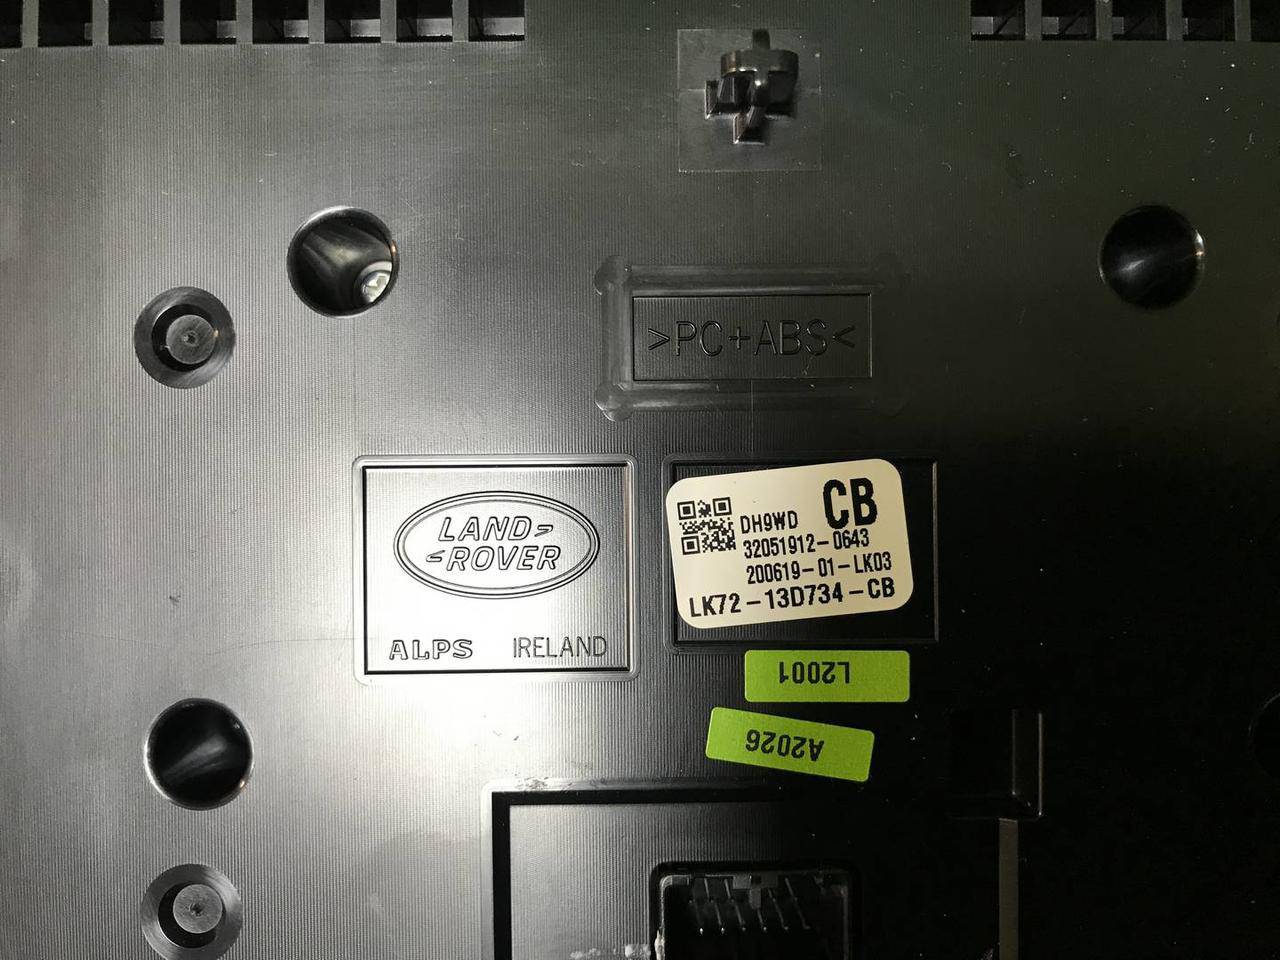 >PC+ABS<
LAND>
<ROVER
ALPS IRELAND
CB
DH9WD
32051912-0643
200619-01-LK03
LK72-13D734-CB
L2001
A2026